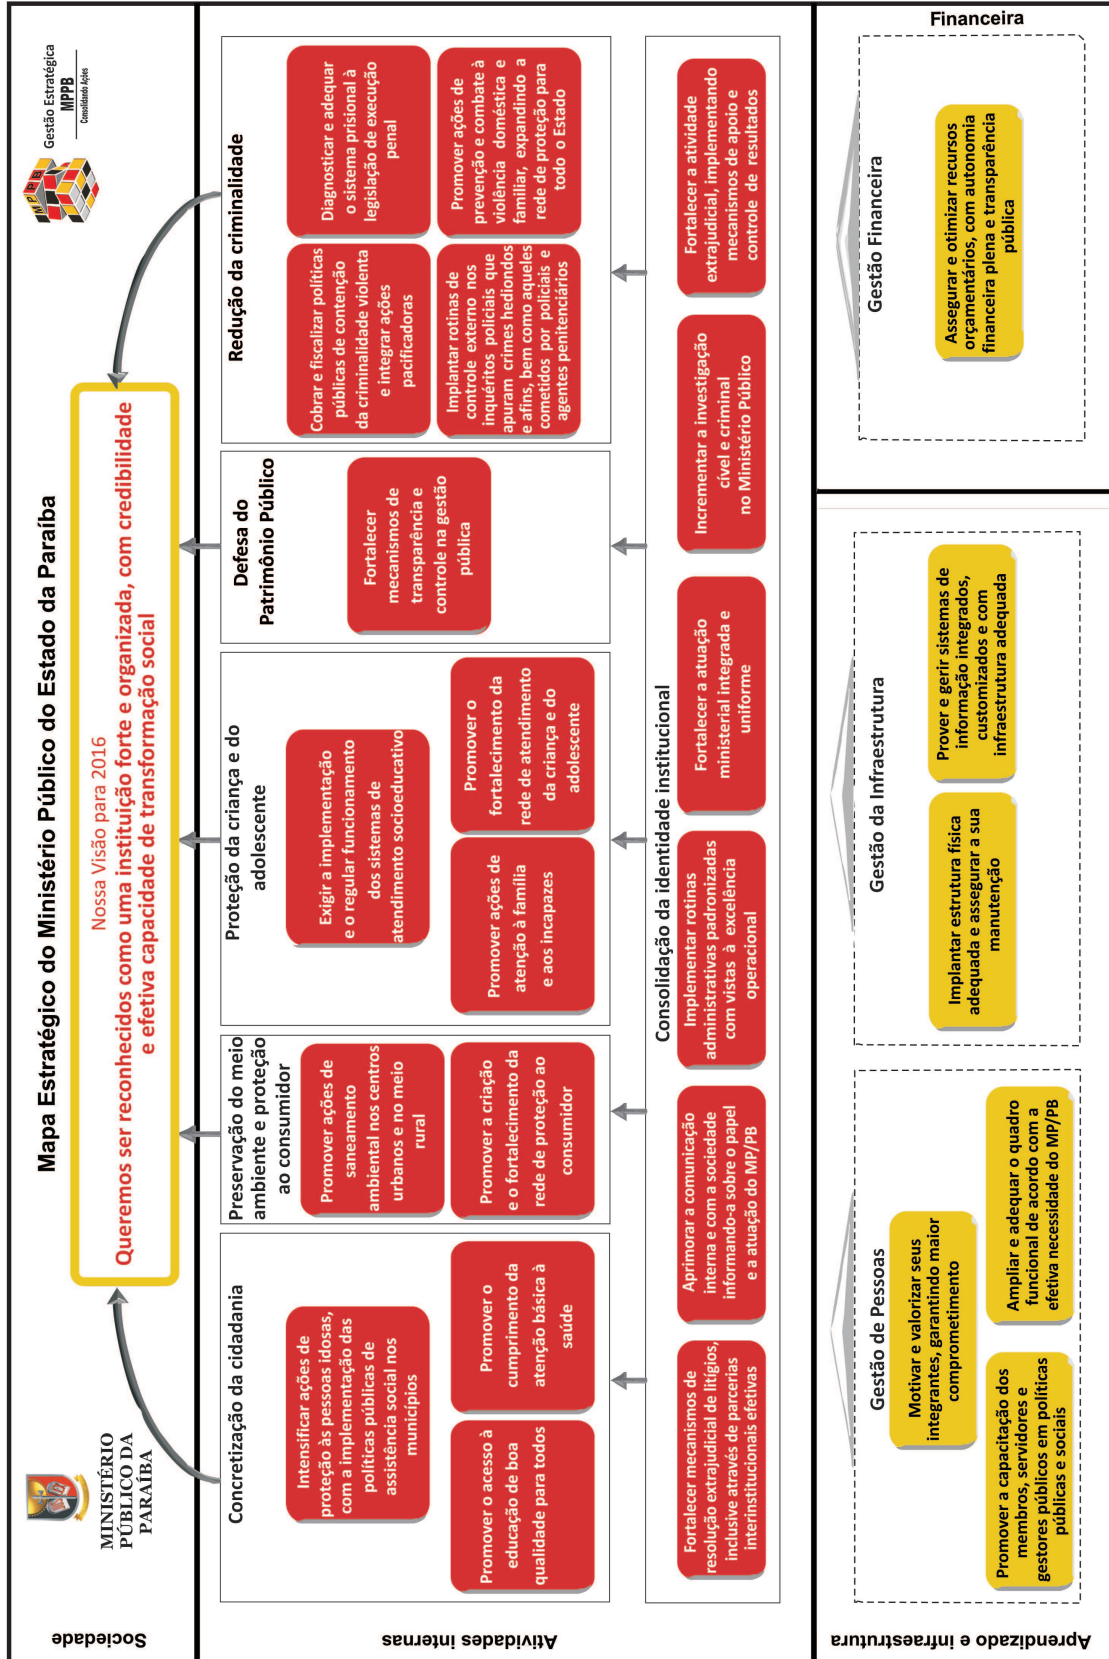 Mapa Estratégico do Ministério Público do Estado da Paraíba
MINISTÉRIO
PÚBLICO DA
PARAÍBA
MPPB
Gestão Estratégica
MPPB
Consolidando Ações
Sociedade
Nossa Visão para 2016
Queremos ser reconhecidos como uma instituição forte e organizada, com credibilidade
e efetiva capacidade de transformação social
Atividades internas
Concretização da cidadania
Intensificar ações de
proteção às pessoas idosas,
com a implementação das
políticas públicas de
assistência social nos
municípios
Promover o acesso à
educação de boa
qualidade para todos
Promover o
cumprimento da
atenção básica à
saúde
Preservação do meio
ambiente e proteção
ao consumidor
Promover ações de
saneamento
ambiental nos centros
urbanos e no meio
rural
Promover a criação
e o fortalecimento da
rede de proteção ao
consumidor
Proteção da criança e do
adolescente
Exigir a implementação
e o regular funcionamento
dos sistemas de
atendimento socioeducativo
Promover ações de
atenção à família
e aos incapazes
Promover o
fortalecimento da
rede de atendimento
da criança e do
adolescente
Defesa do
Patrimônio Público
Fortalecer
mecanismos de
transparência e
controle na gestão
pública
Redução da criminalidade
Cobrar e fiscalizar políticas
públicas de contenção
da criminalidade violenta
e integrar ações
pacificadoras
Diagnosticar e adequar
o sistema prisional à
legislação de execução
penal
Implantar rotinas de
controle externo nos
inquéritos policiais que
apuram crimes hediondos
e afins, bem como aqueles
cometidos por policiais e
agentes penitenciários
Promover ações de
prevenção e combate à
violência doméstica e
familiar, expandindo a
rede de proteção para
todo o Estado
Consolidação da identidade institucional
Fortalecer mecanismos de
resolução extrajudicial de litígios,
inclusive através de parcerias
interinstitucionais efetivas
Aprimorar a comunicação
interna e com a sociedade
informando-a sobre o papel
e a atuação do MP/PB
Implementar rotinas
administrativas padronizadas
com vistas à excelência
operacional
Fortalecer a atuação
ministerial integrada e
uniforme
Incrementar a investigação
cível e criminal
no Ministério Público
Fortalecer a atividade
extrajudicial, implementando
mecanismos de apoio e
controle de resultados
Aprendizado e infraestrutura
Gestão de Pessoas
Motivar e valorizar seus
integrantes, garantindo maior
comprometimento
Promover a capacitação dos
membros, servidores e
gestores públicos em políticas
públicas e sociais
Ampliar e adequar o quadro
funcional de acordo com a
efetiva necessidade do MP/PB
Gestão da Infraestrutura
Implantar estrutura física
adequada e assegurar a sua
manutenção
Prover e gerir sistemas de
informação integrados,
customizados e com
infraestrutura adequada
Financeira
Gestão Financeira
Assegurar e otimizar recursos
orçamentários, com autonomia
financeira plena e transparência
pública